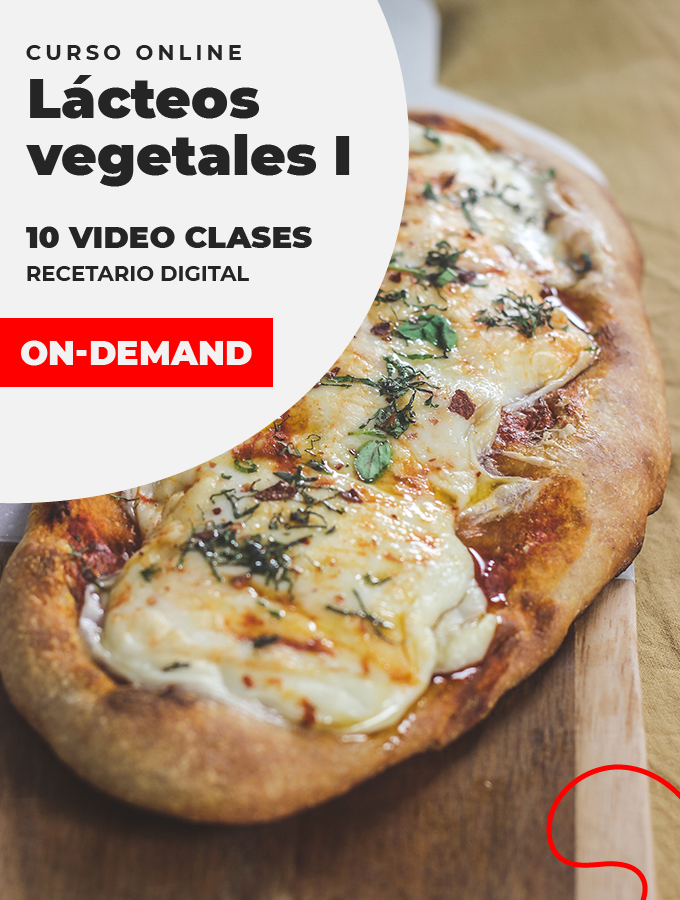 CURSO ONLINE
Lácteos
vegetales I
10 VIDEO CLASES
RECETARIO DIGITAL
ON-DEMAND